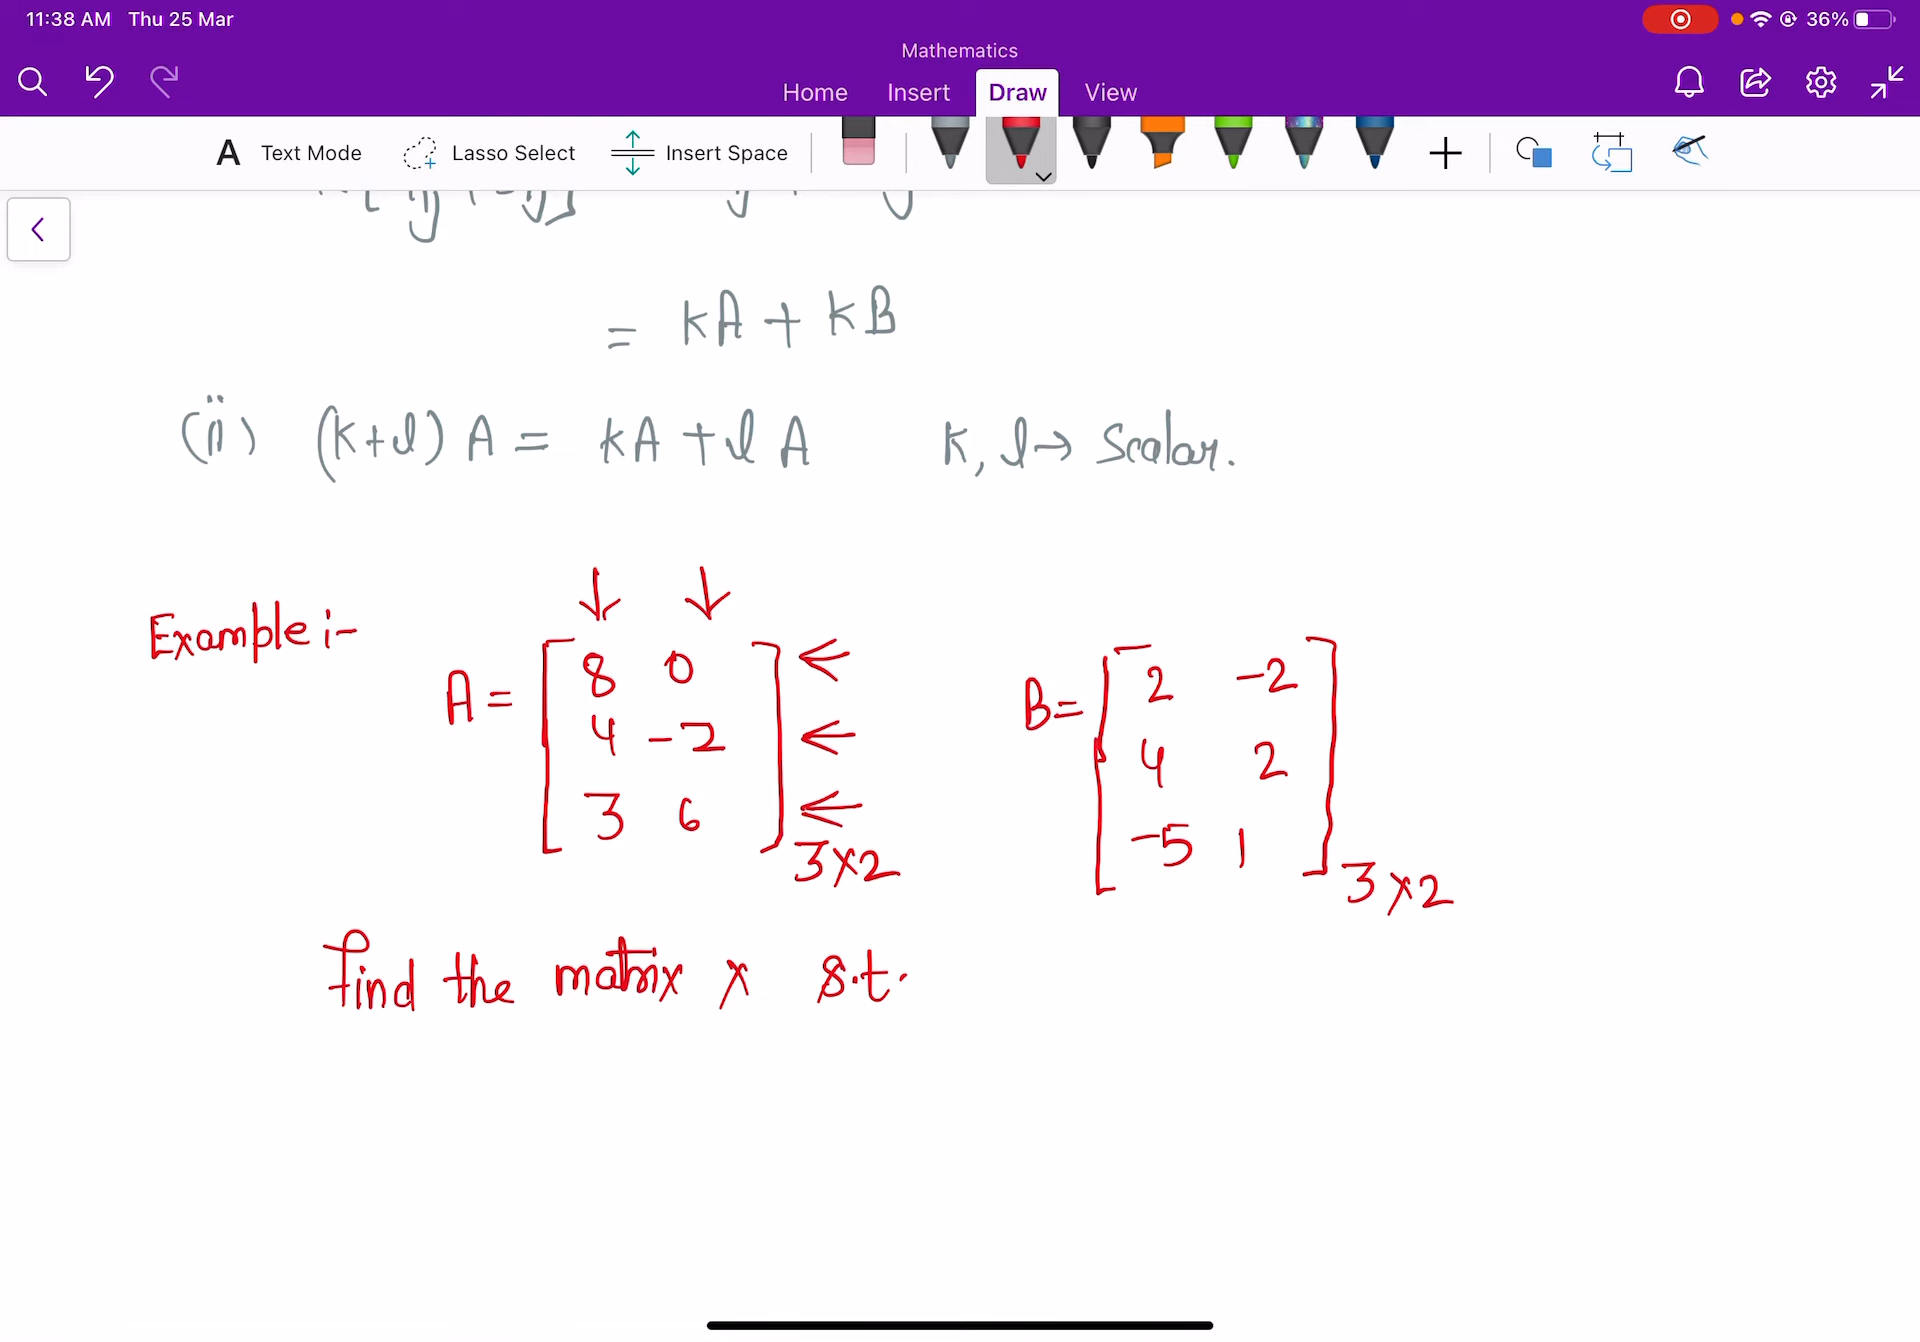 11:38 AM Thu 25 Mar 36%
Mathematics
Home Insert Draw View
A Text Mode Lasso Select Insert Space
= kA + kB
(ii) (k+l) A = kA + l A K, l → Scalar.
Example :-
A = [ 8 0
4 -2
3 6 ] 3×2
B = [ 2 -2
4 2
-5 1 ] 3×2
find the matrix x s.t.